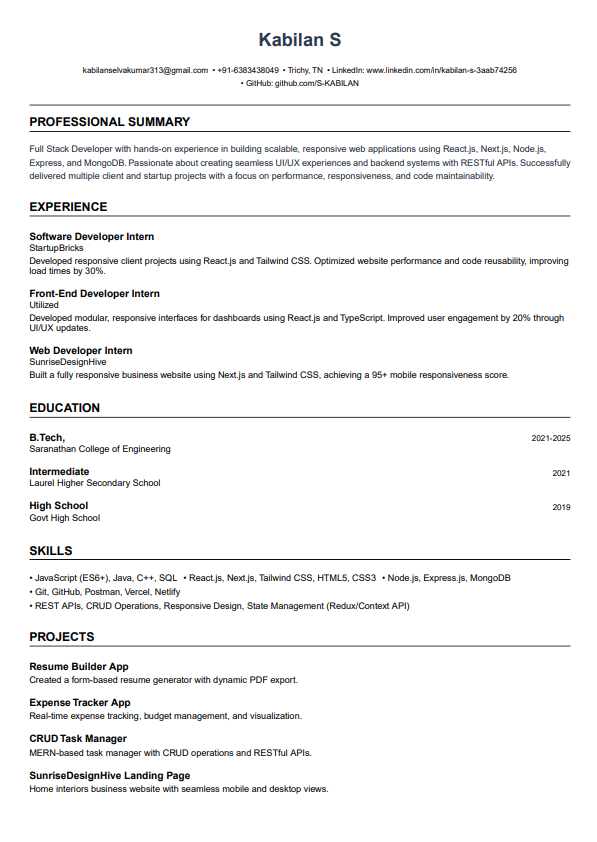 Kabilan S
kabilanselvakumar313@gmail.com • +91-6383438049 • Trichy, TN • LinkedIn: www.linkedin.com/in/kabilan-s-3aab74256
• GitHub: github.com/S-KABILAN
PROFESSIONAL SUMMARY
Full Stack Developer with hands-on experience in building scalable, responsive web applications using React.js, Next.js, Node.js,
Express, and MongoDB. Passionate about creating seamless UI/UX experiences and backend systems with RESTful APIs. Successfully
delivered multiple client and startup projects with a focus on performance, responsiveness, and code maintainability.
EXPERIENCE
Software Developer Intern
StartupBricks
Developed responsive client projects using React.js and Tailwind CSS. Optimized website performance and code reusability, improving
load times by 30%.
Front-End Developer Intern
Utilized
Developed modular, responsive interfaces for dashboards using React.js and TypeScript. Improved user engagement by 20% through
UI/UX updates.
Web Developer Intern
SunriseDesignHive
Built a fully responsive business website using Next.js and Tailwind CSS, achieving a 95+ mobile responsiveness score.
EDUCATION
B.Tech, 2021-2025
Saranathan College of Engineering
Intermediate 2021
Laurel Higher Secondary School
High School 2019
Govt High School
SKILLS
• JavaScript (ES6+), Java, C++, SQL • React.js, Next.js, Tailwind CSS, HTML5, CSS3 • Node.js, Express.js, MongoDB
• Git, GitHub, Postman, Vercel, Netlify
• REST APIs, CRUD Operations, Responsive Design, State Management (Redux/Context API)
PROJECTS
Resume Builder App
Created a form-based resume generator with dynamic PDF export.
Expense Tracker App
Real-time expense tracking, budget management, and visualization.
CRUD Task Manager
MERN-based task manager with CRUD operations and RESTful APIs.
SunriseDesignHive Landing Page
Home interiors business website with seamless mobile and desktop views.